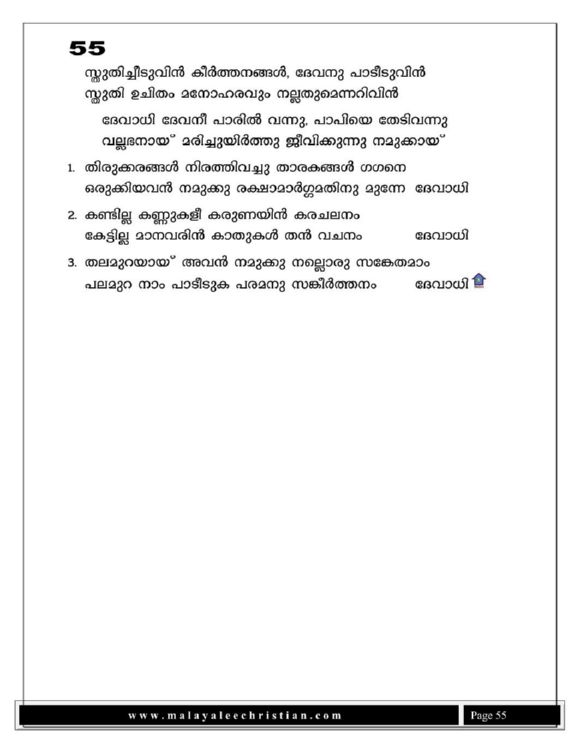 55
സ്തുതിച്ചീടുവിൻ കീർത്തനങ്ങൾ, ദേവനു പാടീടുവിൻ
സ്തുതി ഉചിതം മനോഹരവും നല്ലതുമെന്നറിവിൻ
ദേവാധി ദേവനീ പാരിൽ വന്നു, പാപിയെ തേടിവന്നു
വല്ലഭനായ് മരിച്ചുയിർത്തു ജീവിക്കുന്നു നമുക്കായ്
1. തിരുക്കരങ്ങൾ നിരത്തിവച്ചു താരകങ്ങൾ ഗഗനെ
ഒരുക്കിയവൻ നമുക്കു രക്ഷാമാർഗ്ഗമതിനു മുന്നേ ദേവാധി
2. കണ്ടില്ല കണ്ണുകളീ കരുണയിൻ കരചലനം
കേട്ടില്ല മാനവരിൻ കാതുകൾ തൻ വചനം ദേവാധി
3. തലമുറയായ് അവൻ നമുക്കു നല്ലൊരു സങ്കേതമാം
പലമുറ നാം പാടീടുക പരമനു സങ്കീർത്തനം ദേവാധി
www.malayaleechristian.com Page 55